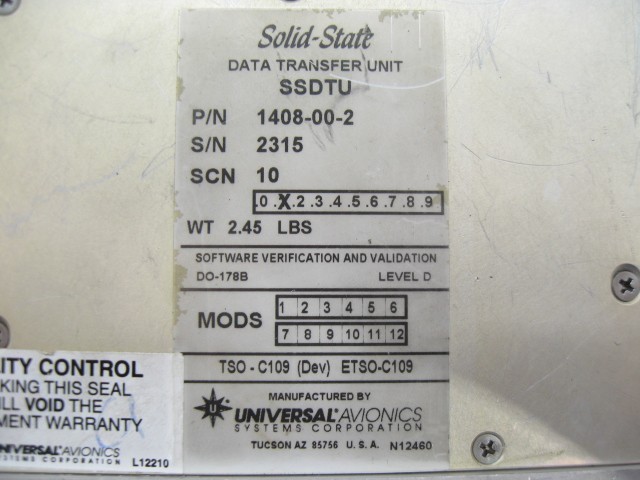 Solid-State
DATA TRANSFER UNIT
SSDTU
P/N 1408-00-2
S/N 2315
SCN 10
.0 .X .2 .3 .4 .5 .6 .7 .8 .9
WT 2.45 LBS
SOFTWARE VERIFICATION AND VALIDATION
DO-178B LEVEL D
MODS 1 2 3 4 5 6
7 8 9 10 11 12
TSO - C109 (Dev) ETSO-C109
MANUFACTURED BY
U UNIVERSAL AVIONICS
SYSTEMS CORPORATION
TUCSON AZ 85756 U.S.A. N12460
LITY CONTROL
KING THIS SEAL
LL VOID THE
MENT WARRANTY
NIVERSAL AVIONICS
STEMS CORPORATION L12210